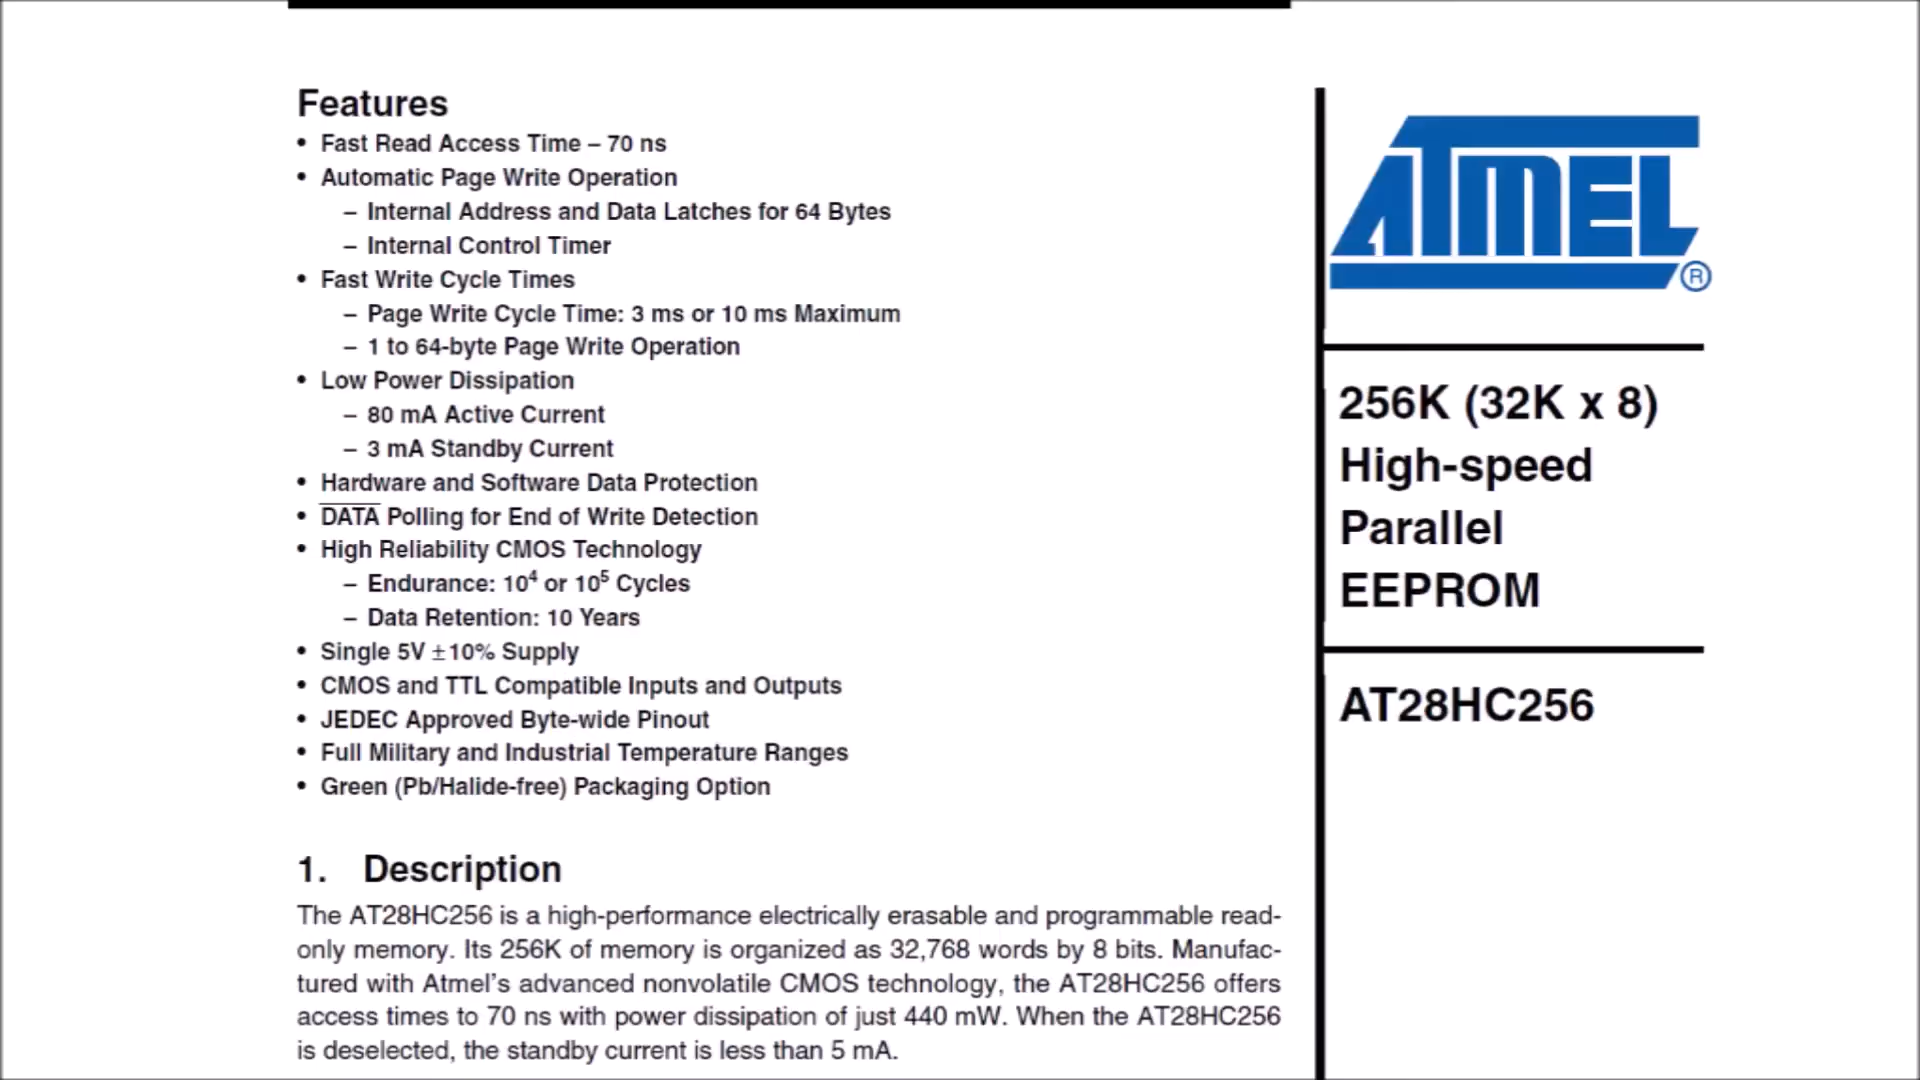 Features
• Fast Read Access Time – 70 ns
• Automatic Page Write Operation
– Internal Address and Data Latches for 64 Bytes
– Internal Control Timer
• Fast Write Cycle Times
– Page Write Cycle Time: 3 ms or 10 ms Maximum
– 1 to 64-byte Page Write Operation
• Low Power Dissipation
– 80 mA Active Current
– 3 mA Standby Current
• Hardware and Software Data Protection
• D̅A̅T̅A̅ Polling for End of Write Detection
• High Reliability CMOS Technology
– Endurance: 10⁴ or 10⁵ Cycles
– Data Retention: 10 Years
• Single 5V ±10% Supply
• CMOS and TTL Compatible Inputs and Outputs
• JEDEC Approved Byte-wide Pinout
• Full Military and Industrial Temperature Ranges
• Green (Pb/Halide-free) Packaging Option
1. Description
The AT28HC256 is a high-performance electrically erasable and programmable read-
only memory. Its 256K of memory is organized as 32,768 words by 8 bits. Manufac-
tured with Atmel’s advanced nonvolatile CMOS technology, the AT28HC256 offers
access times to 70 ns with power dissipation of just 440 mW. When the AT28HC256
is deselected, the standby current is less than 5 mA.
ATMEL®
256K (32K x 8)
High-speed
Parallel
EEPROM
AT28HC256